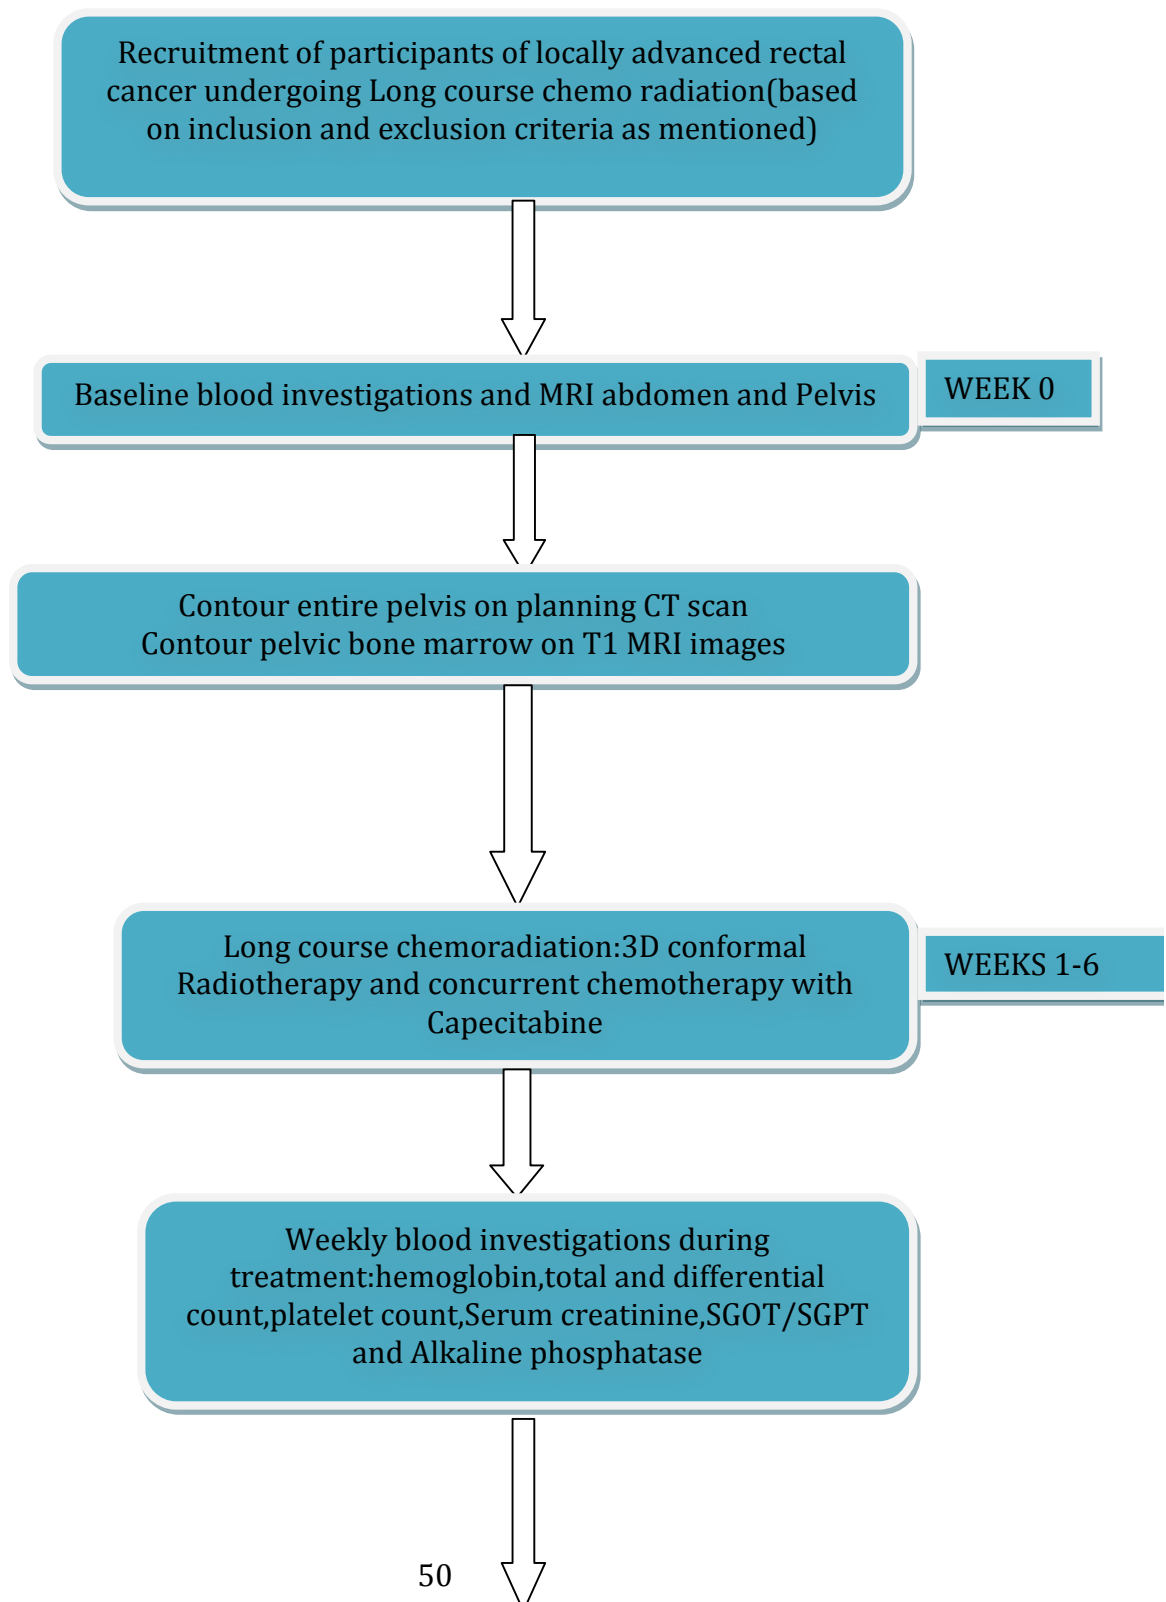 Recruitment of participants of locally advanced rectal
cancer undergoing Long course chemo radiation(based
on inclusion and exclusion criteria as mentioned)
Baseline blood investigations and MRI abdomen and Pelvis
WEEK 0
Contour entire pelvis on planning CT scan
Contour pelvic bone marrow on T1 MRI images
Long course chemoradiation:3D conformal
Radiotherapy and concurrent chemotherapy with
Capecitabine
WEEKS 1-6
Weekly blood investigations during
treatment:hemoglobin,total and differential
count,platelet count,Serum creatinine,SGOT/SGPT
and Alkaline phosphatase
50